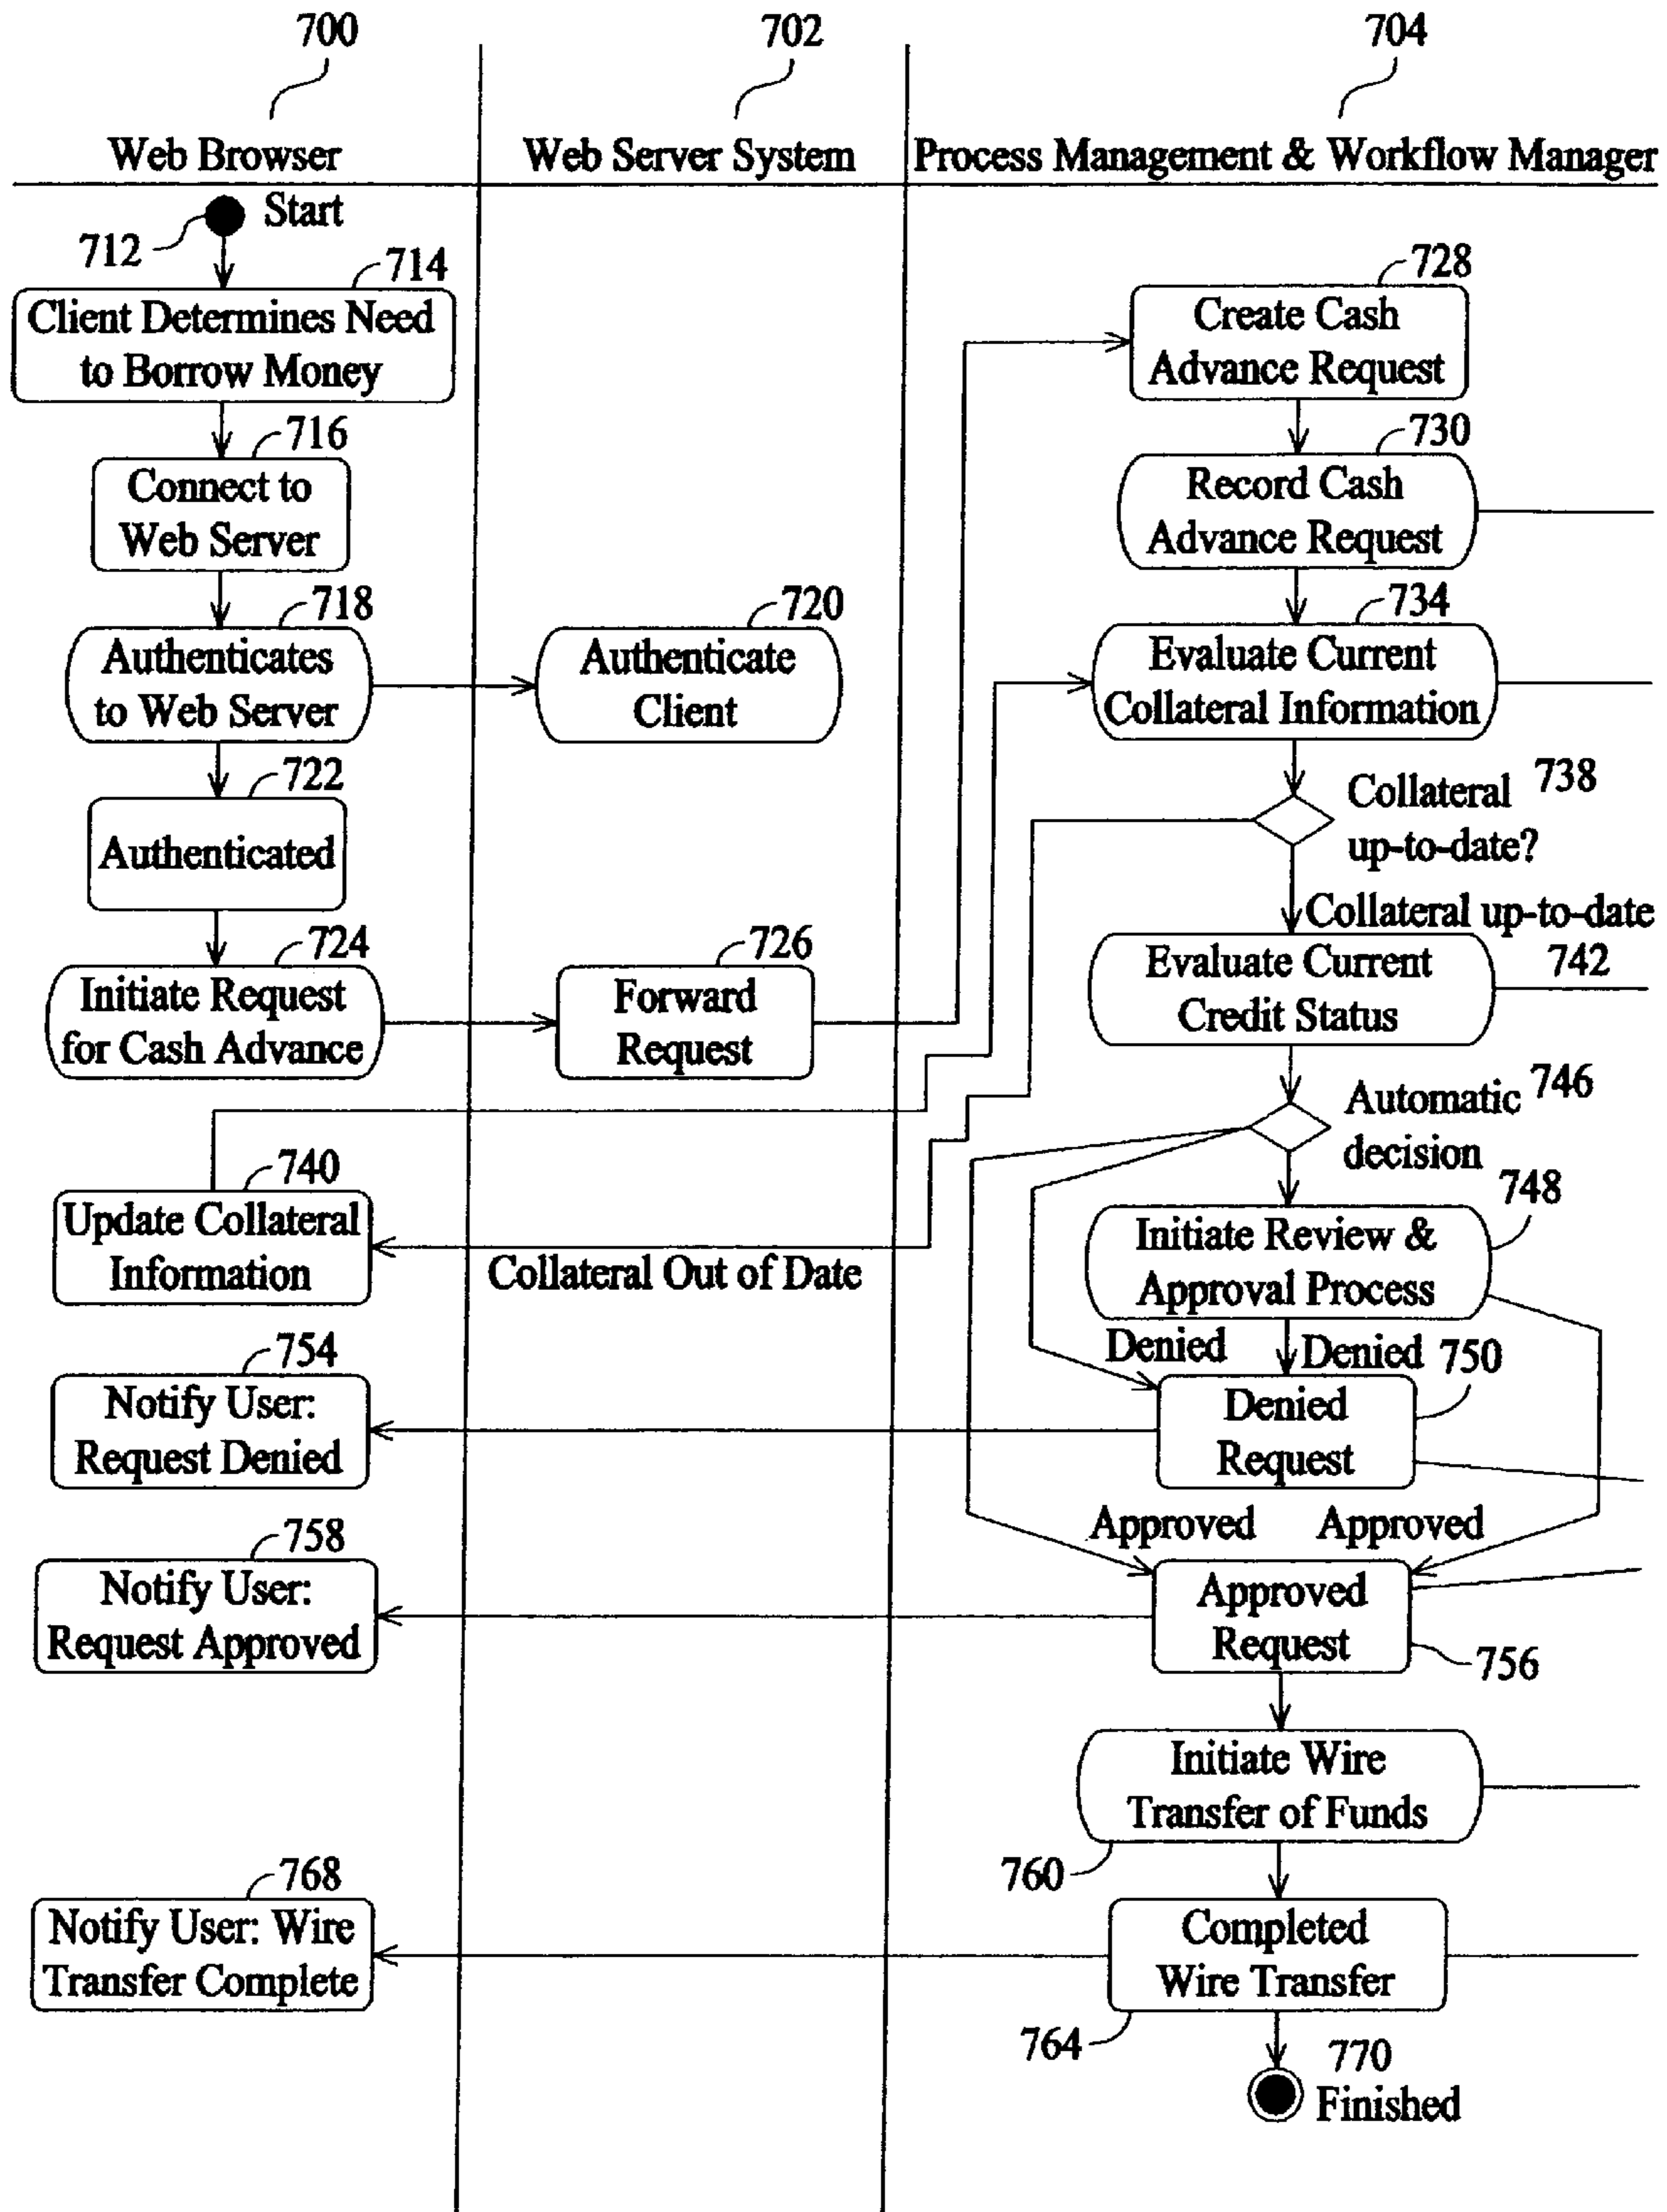 700
702
704
Web Browser
Web Server System
Process Management & Workflow Manager
Start
712
714
Client Determines Need
to Borrow Money
716
Connect to
Web Server
718
Authenticates
to Web Server
720
Authenticate
Client
722
Authenticated
724
Initiate Request
for Cash Advance
726
Forward
Request
728
Create Cash
Advance Request
730
Record Cash
Advance Request
734
Evaluate Current
Collateral Information
Collateral 738
up-to-date?
Collateral up-to-date
Evaluate Current
Credit Status
742
Automatic 746
decision
740
Update Collateral
Information
Collateral Out of Date
748
Initiate Review &
Approval Process
Denied
Denied
750
Denied
Request
754
Notify User:
Request Denied
Approved
Approved
758
Notify User:
Request Approved
Approved
Request
756
Initiate Wire
Transfer of Funds
760
768
Notify User: Wire
Transfer Complete
Completed
Wire Transfer
764
770
Finished